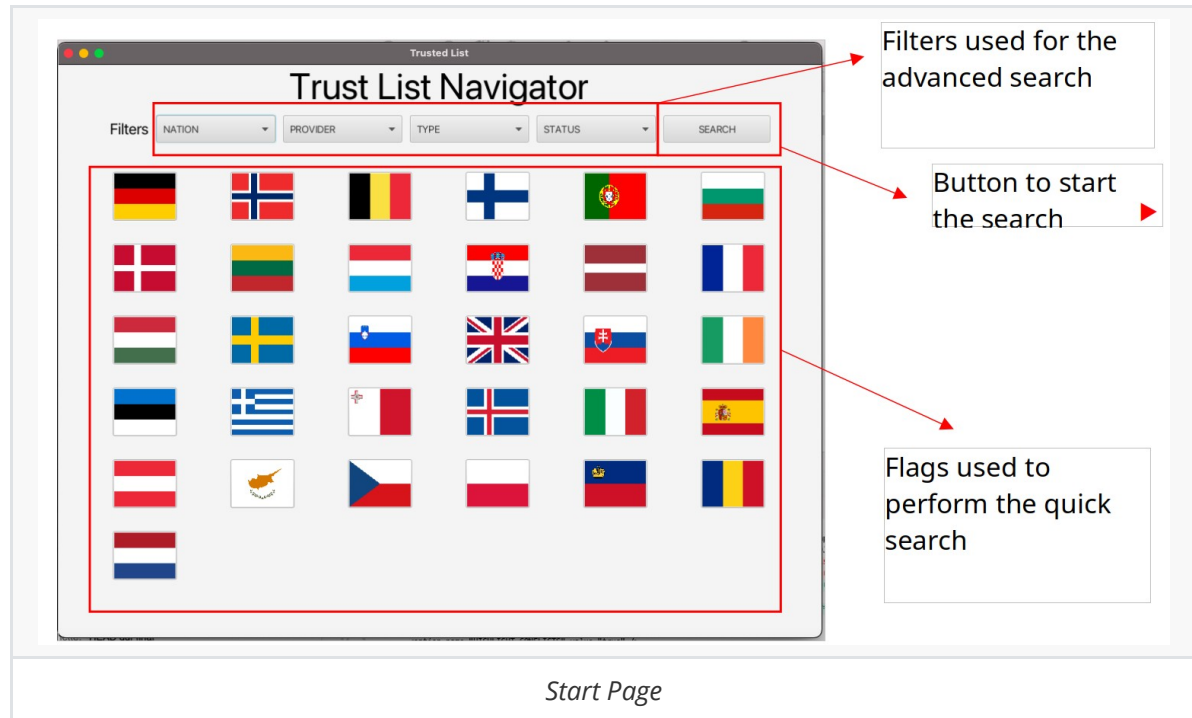 Trusted List
Trust List Navigator
Filters NATION PROVIDER TYPE STATUS SEARCH
Filters used for the
advanced search
Button to start
the search
Flags used to
perform the quick
search
Start Page